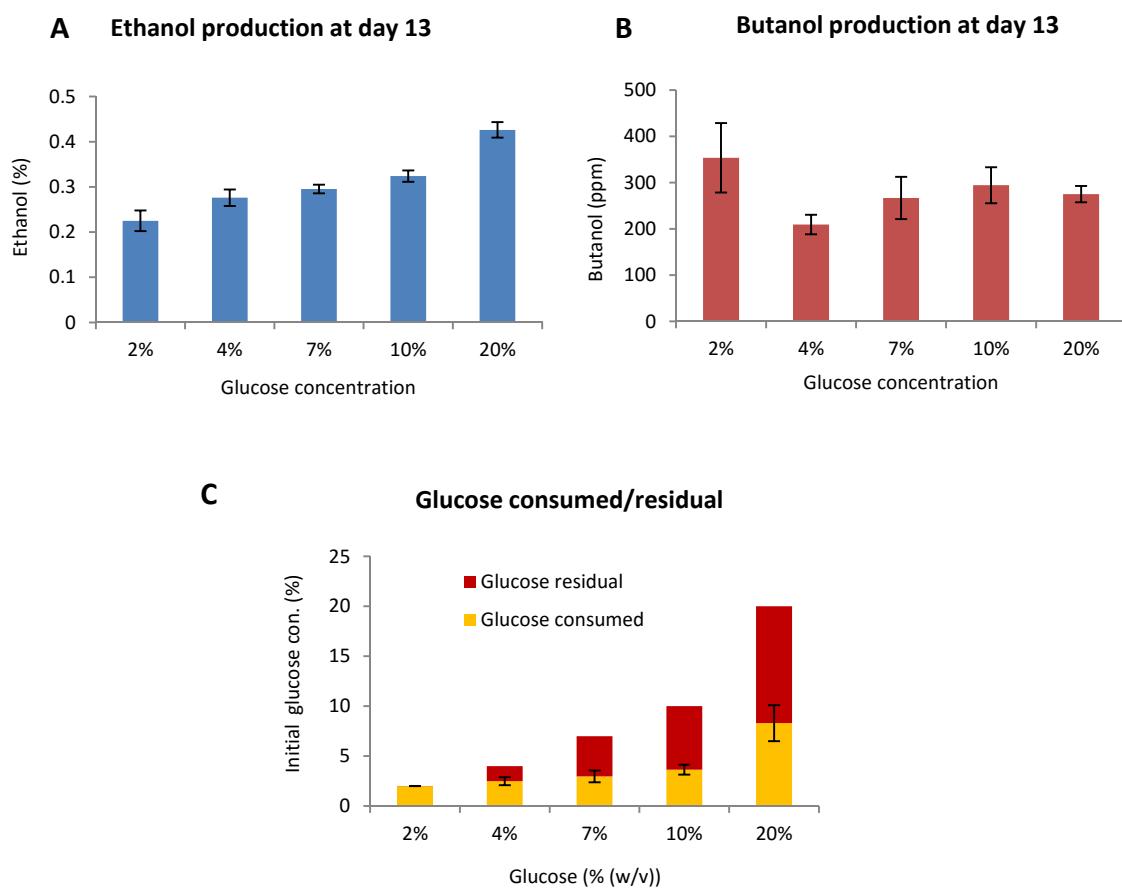 A
Ethanol production at day 13
Ethanol (%)
0.5
0.4
0.3
0.2
0.1
0
2% 4% 7% 10% 20%
Glucose concentration
B
Butanol production at day 13
Butanol (ppm)
500
400
300
200
100
0
2% 4% 7% 10% 20%
Glucose concentration
C
Glucose consumed/residual
Initial glucose con. (%)
25
20
15
10
5
0
Glucose residual
Glucose consumed
2% 4% 7% 10% 20%
Glucose (% (w/v))